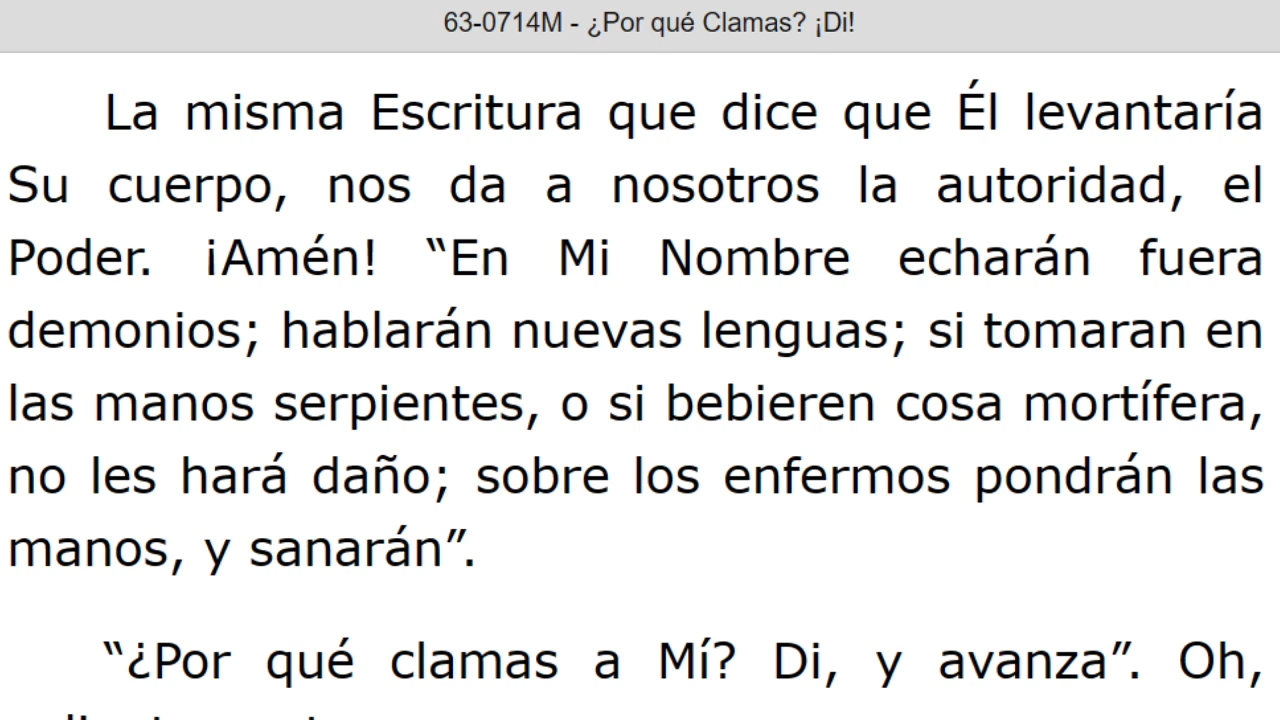 63-0714M - ¿Por qué Clamas? ¡Di!
La misma Escritura que dice que Él levantaría
Su cuerpo, nos da a nosotros la autoridad, el
Poder. ¡Amén! “En Mi Nombre echarán fuera
demonios; hablarán nuevas lenguas; si tomaran en
las manos serpientes, o si bebieren cosa mortífera,
no les hará daño; sobre los enfermos pondrán las
manos, y sanarán”.
“¿Por qué clamas a Mí? Di, y avanza”. Oh,